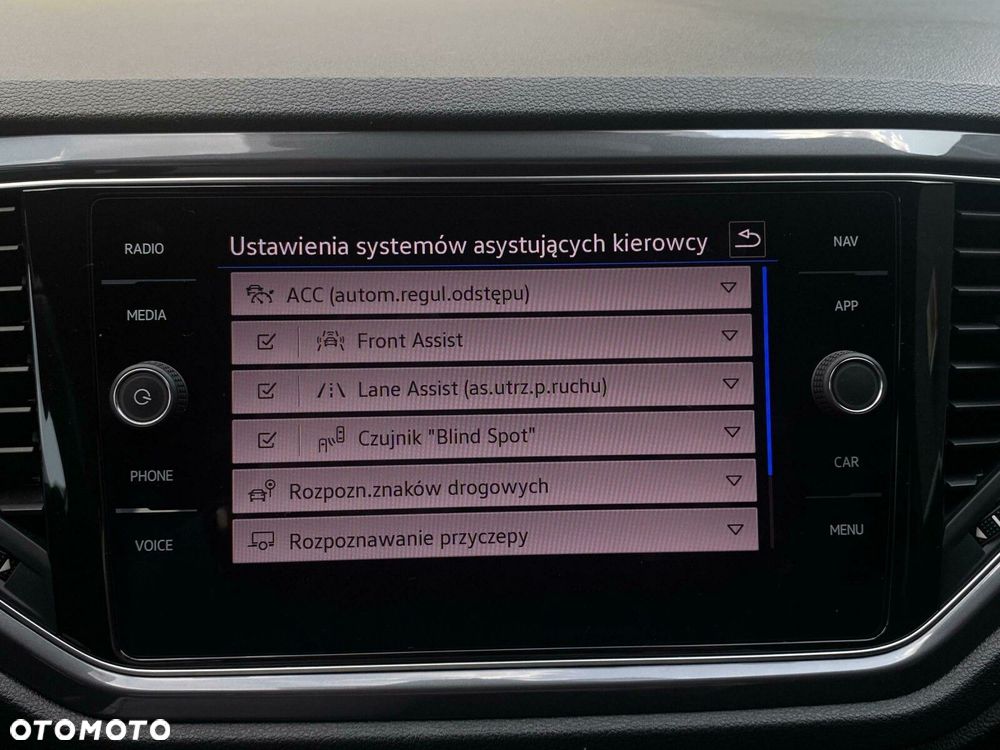 RADIO
MEDIA
PHONE
VOICE
Ustawienia systemów asystujących kierowcy
ACC (autom.regul.odstępu)
Front Assist
Lane Assist (as.utrz.p.ruchu)
Czujnik "Blind Spot"
Rozpozn.znaków drogowych
Rozpoznawanie przyczepy
NAV
APP
CAR
MENU
OTOMOTO